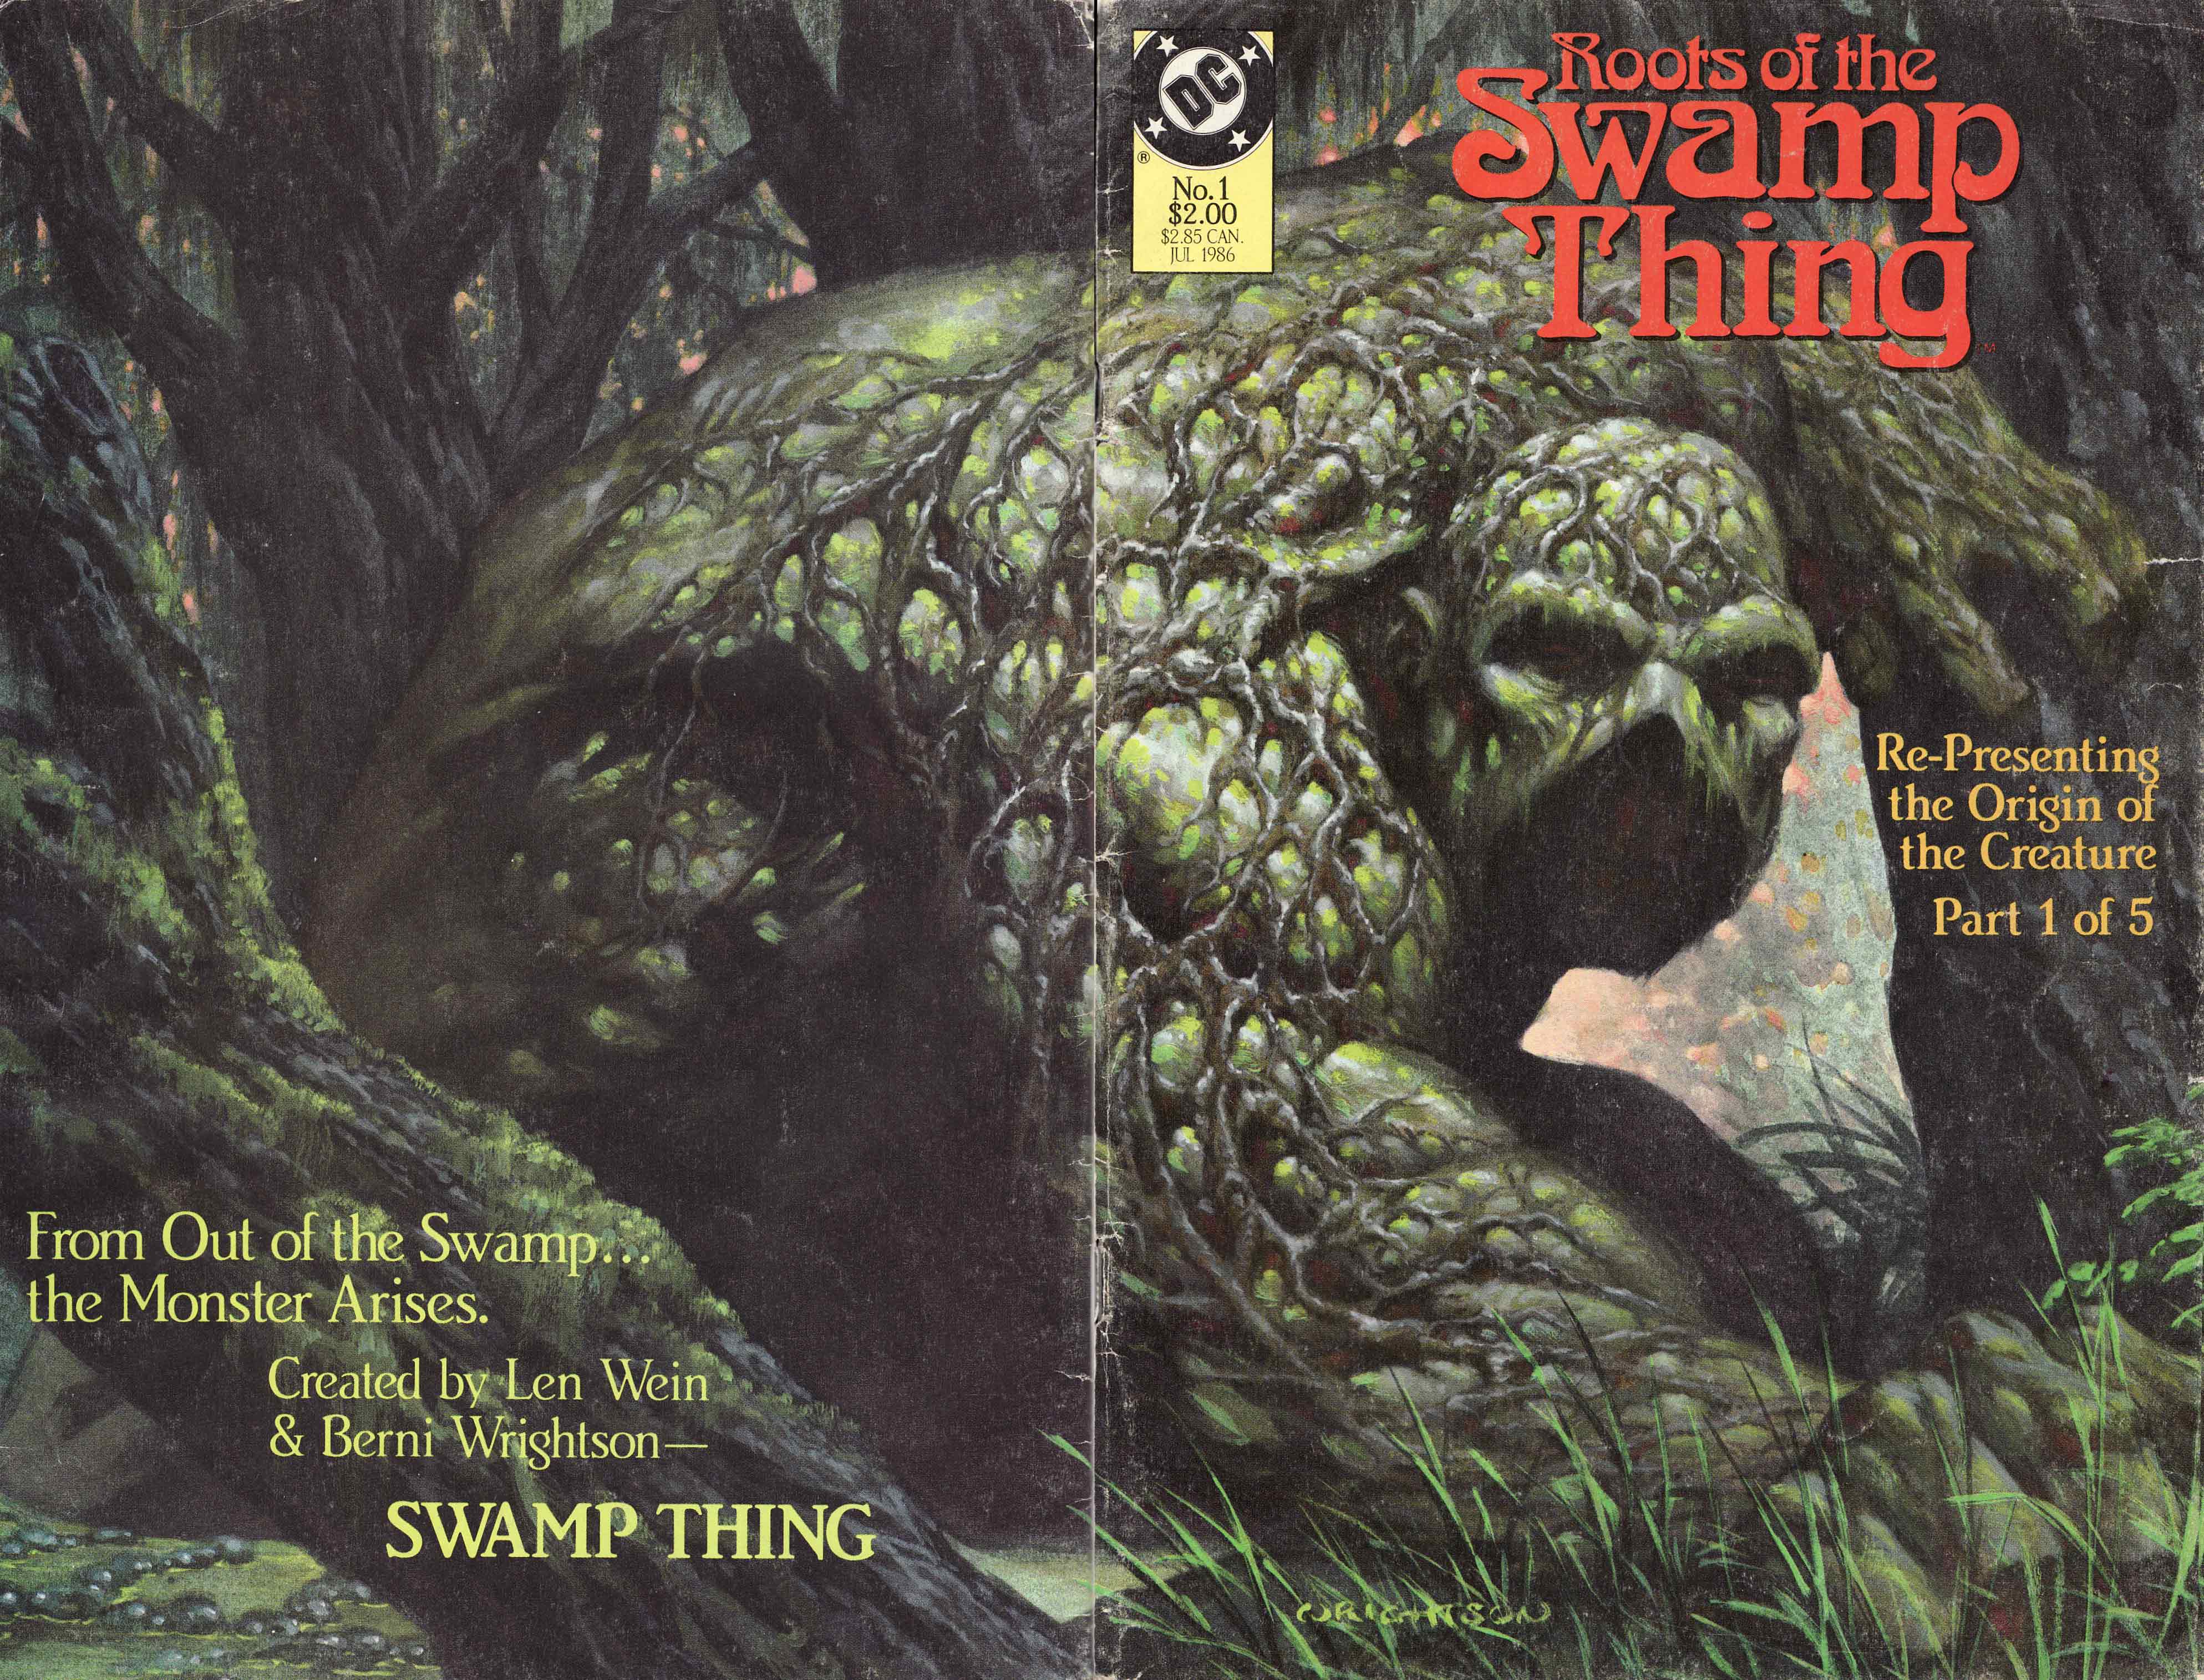 From Out of the Swamp...
the Monster Arises.
Created by Len Wein
& Berni Wrightson—
SWAMP THING
DC
®
No.1
$2.00
$2.85 CAN.
JUL 1986
Roots of the
Swamp
Thing
TM
Re-Presenting
the Origin of
the Creature
Part 1 of 5
WRIGHTSON